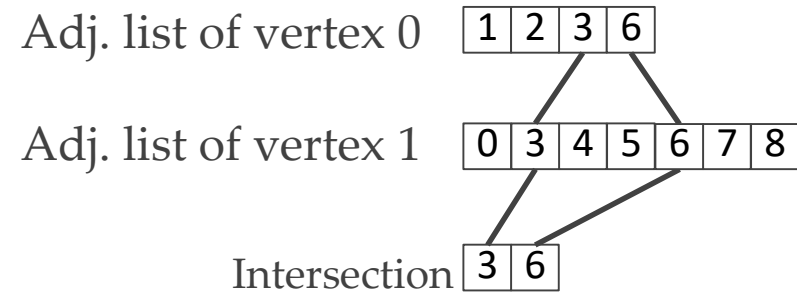 Adj. list of vertex 0 1 2 3 6
Adj. list of vertex 1 0 3 4 5 6 7 8
Intersection 3 6